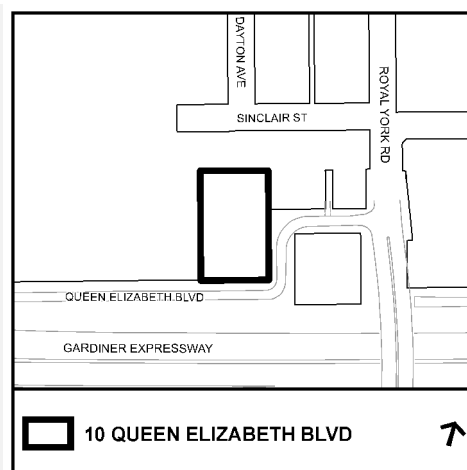 DAYTON AVE
ROYAL YORK RD
SINCLAIR ST
QUEEN ELIZABETH BLVD
GARDINER EXPRESSWAY
10 QUEEN ELIZABETH BLVD